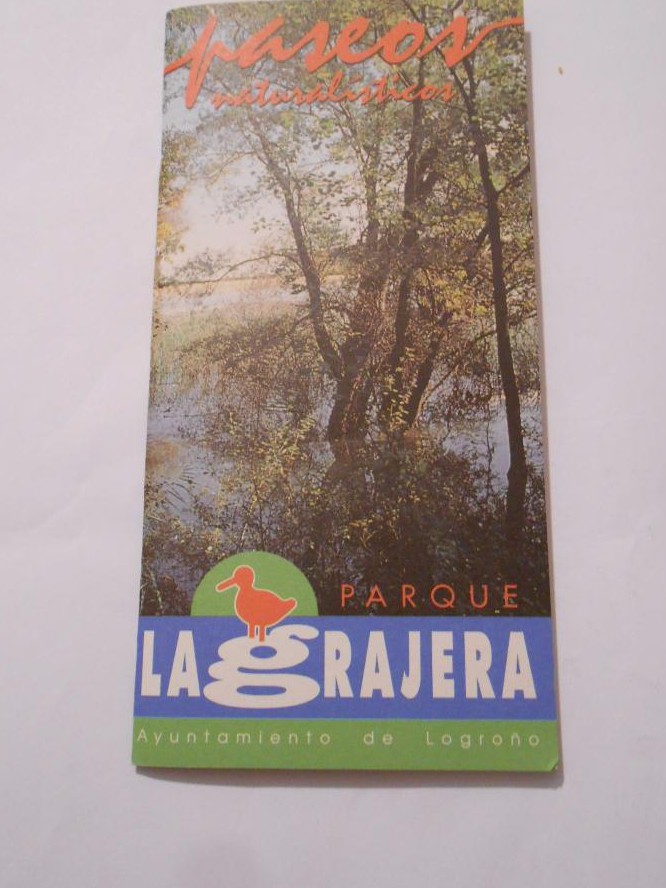 paseos
naturalísticos
PARQUE
LA gRAJERA
Ayuntamiento de Logroño